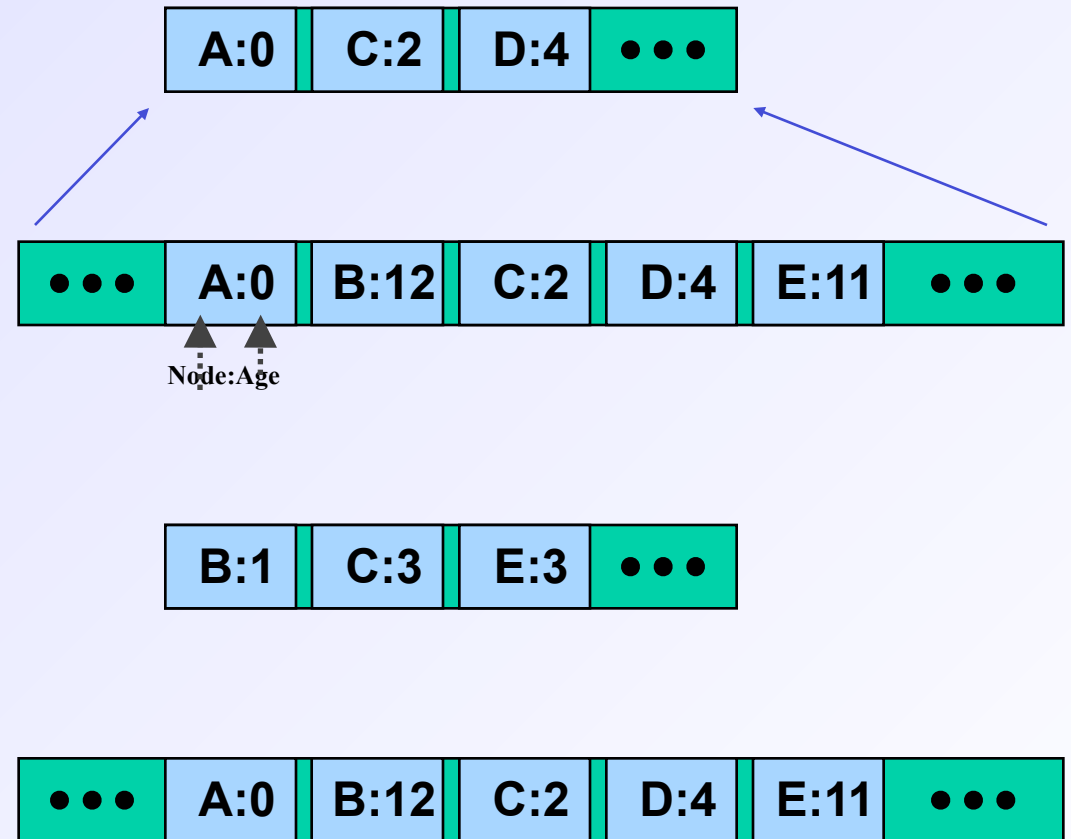 A:0 C:2 D:4 •••
••• A:0 B:12 C:2 D:4 E:11 •••
Node:Age
B:1 C:3 E:3 •••
••• A:0 B:12 C:2 D:4 E:11 •••